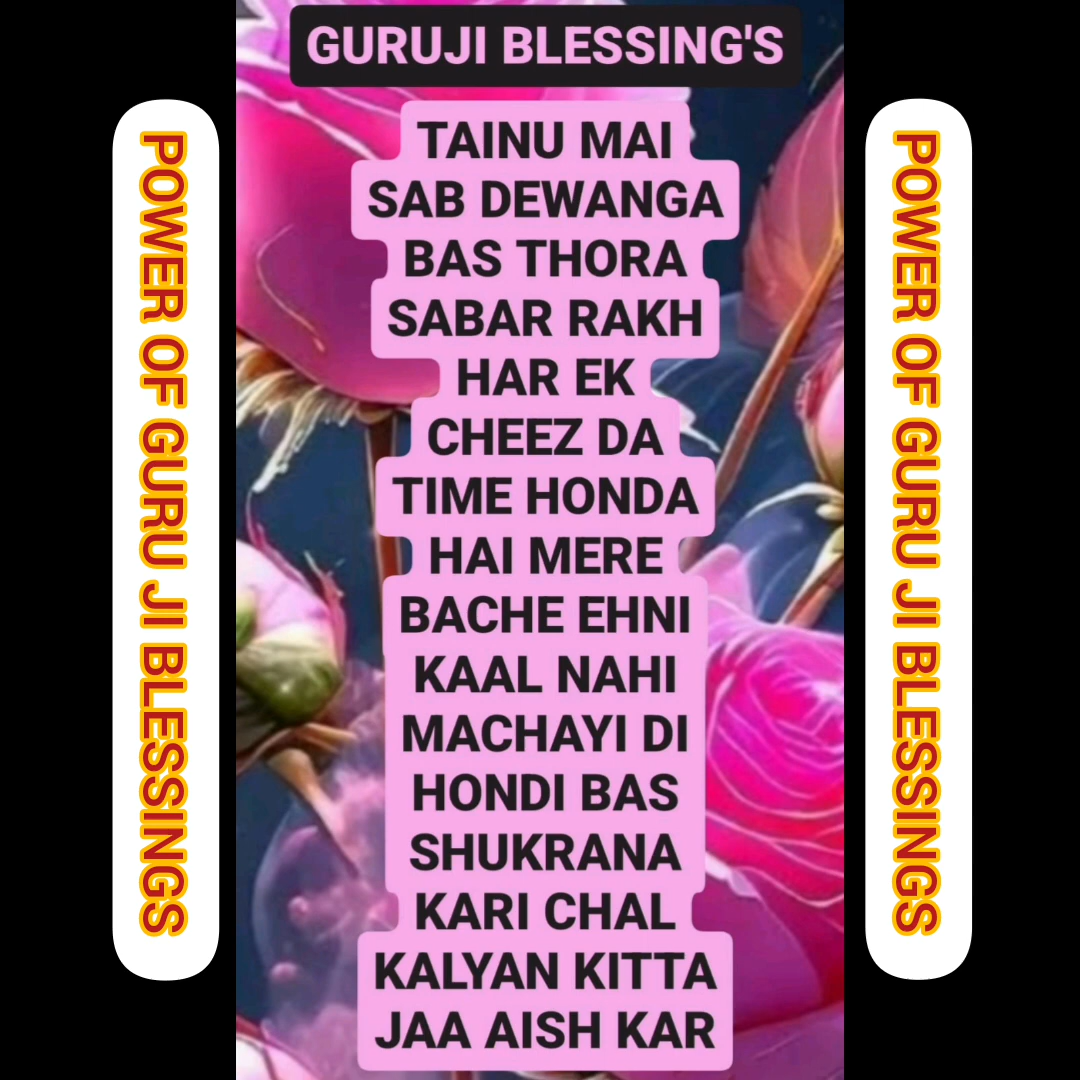 GURUJI BLESSING'S
TAINU MAI
SAB DEWANGA
BAS THORA
SABAR RAKH
HAR EK
CHEEZ DA
TIME HONDA
HAI MERE
BACHE EHNI
KAAL NAHI
MACHAYI DI
HONDI BAS
SHUKRANA
KARI CHAL
KALYAN KITTA
JAA AISH KAR
POWER OF GURU JI BLESSINGS
POWER OF GURU JI BLESSINGS